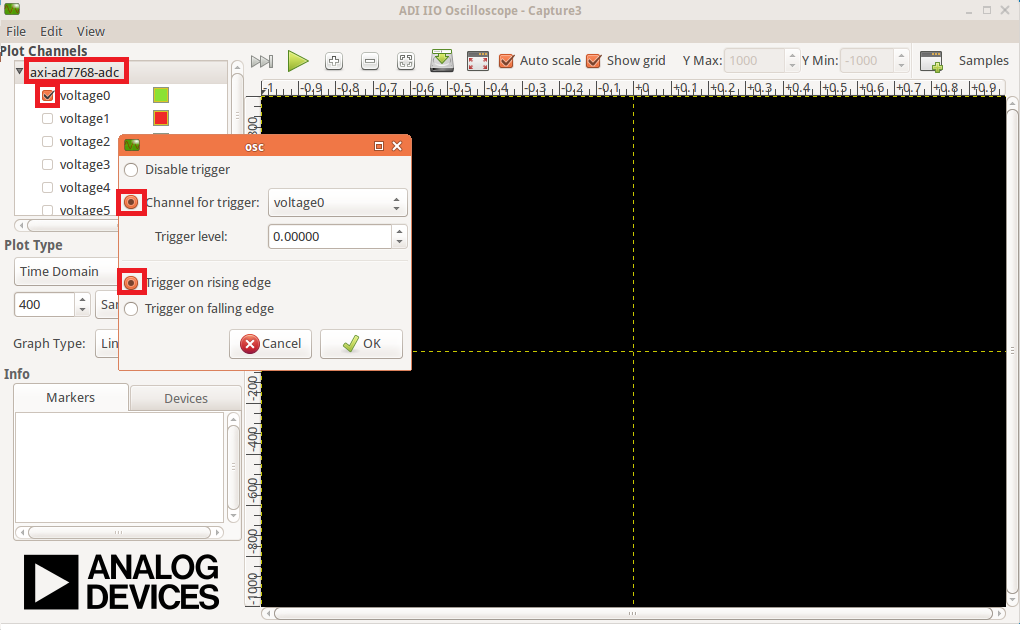 ADI IIO Oscilloscope - Capture3
File Edit View
Plot Channels
axi-ad7768-adc
voltage0
voltage1
voltage2
voltage3
voltage4
voltage5
Auto scale Show grid Y Max: 1000 Y Min: -1000 Samples
-1 -0.9 -0.8 -0.7 -0.6 -0.5 -0.4 -0.3 -0.2 -0.1 +0 +0.1 +0.2 +0.3 +0.4 +0.5 +0.6 +0.7 +0.8 +0.9
800
osc
Disable trigger
Channel for trigger: voltage0
Trigger level: 0.00000
Trigger on rising edge
Trigger on falling edge
Cancel OK
Plot Type
Time Domain
400 Sar
Graph Type: Lin
Info
Markers Devices
-200
-400
-600
-800
-1000
ANALOG
DEVICES